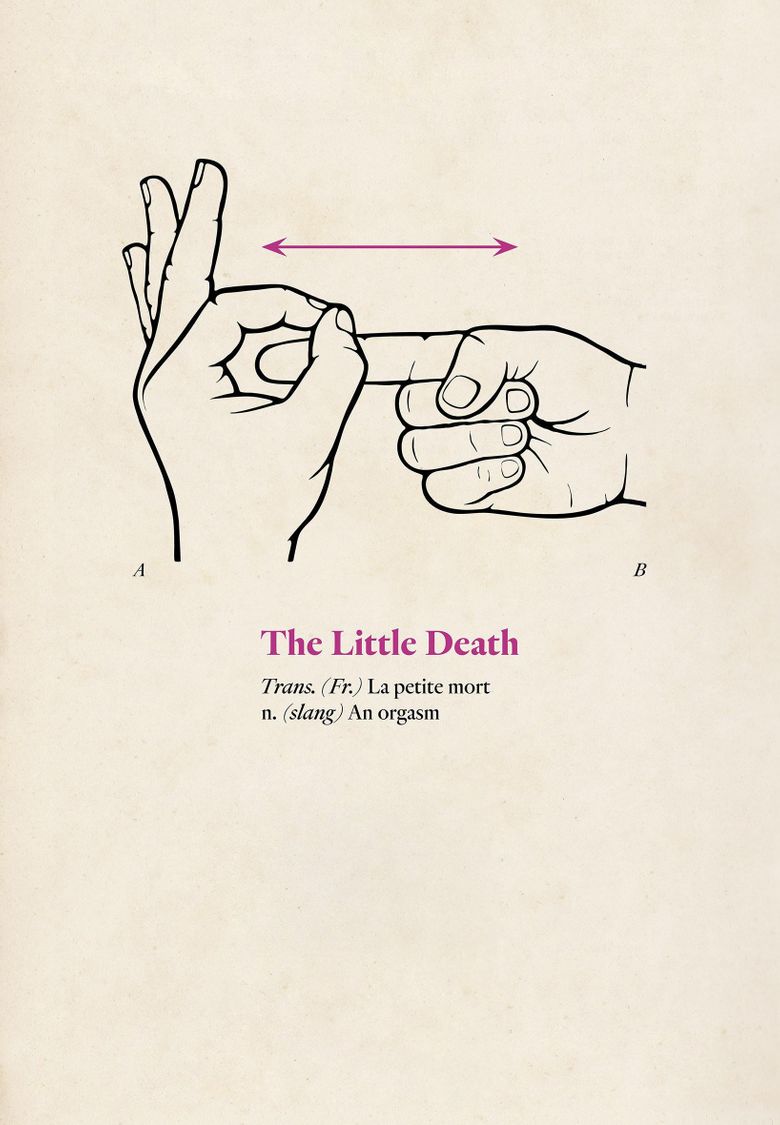 A
B
The Little Death
Trans. (Fr.) La petite mort
n. (slang) An orgasm